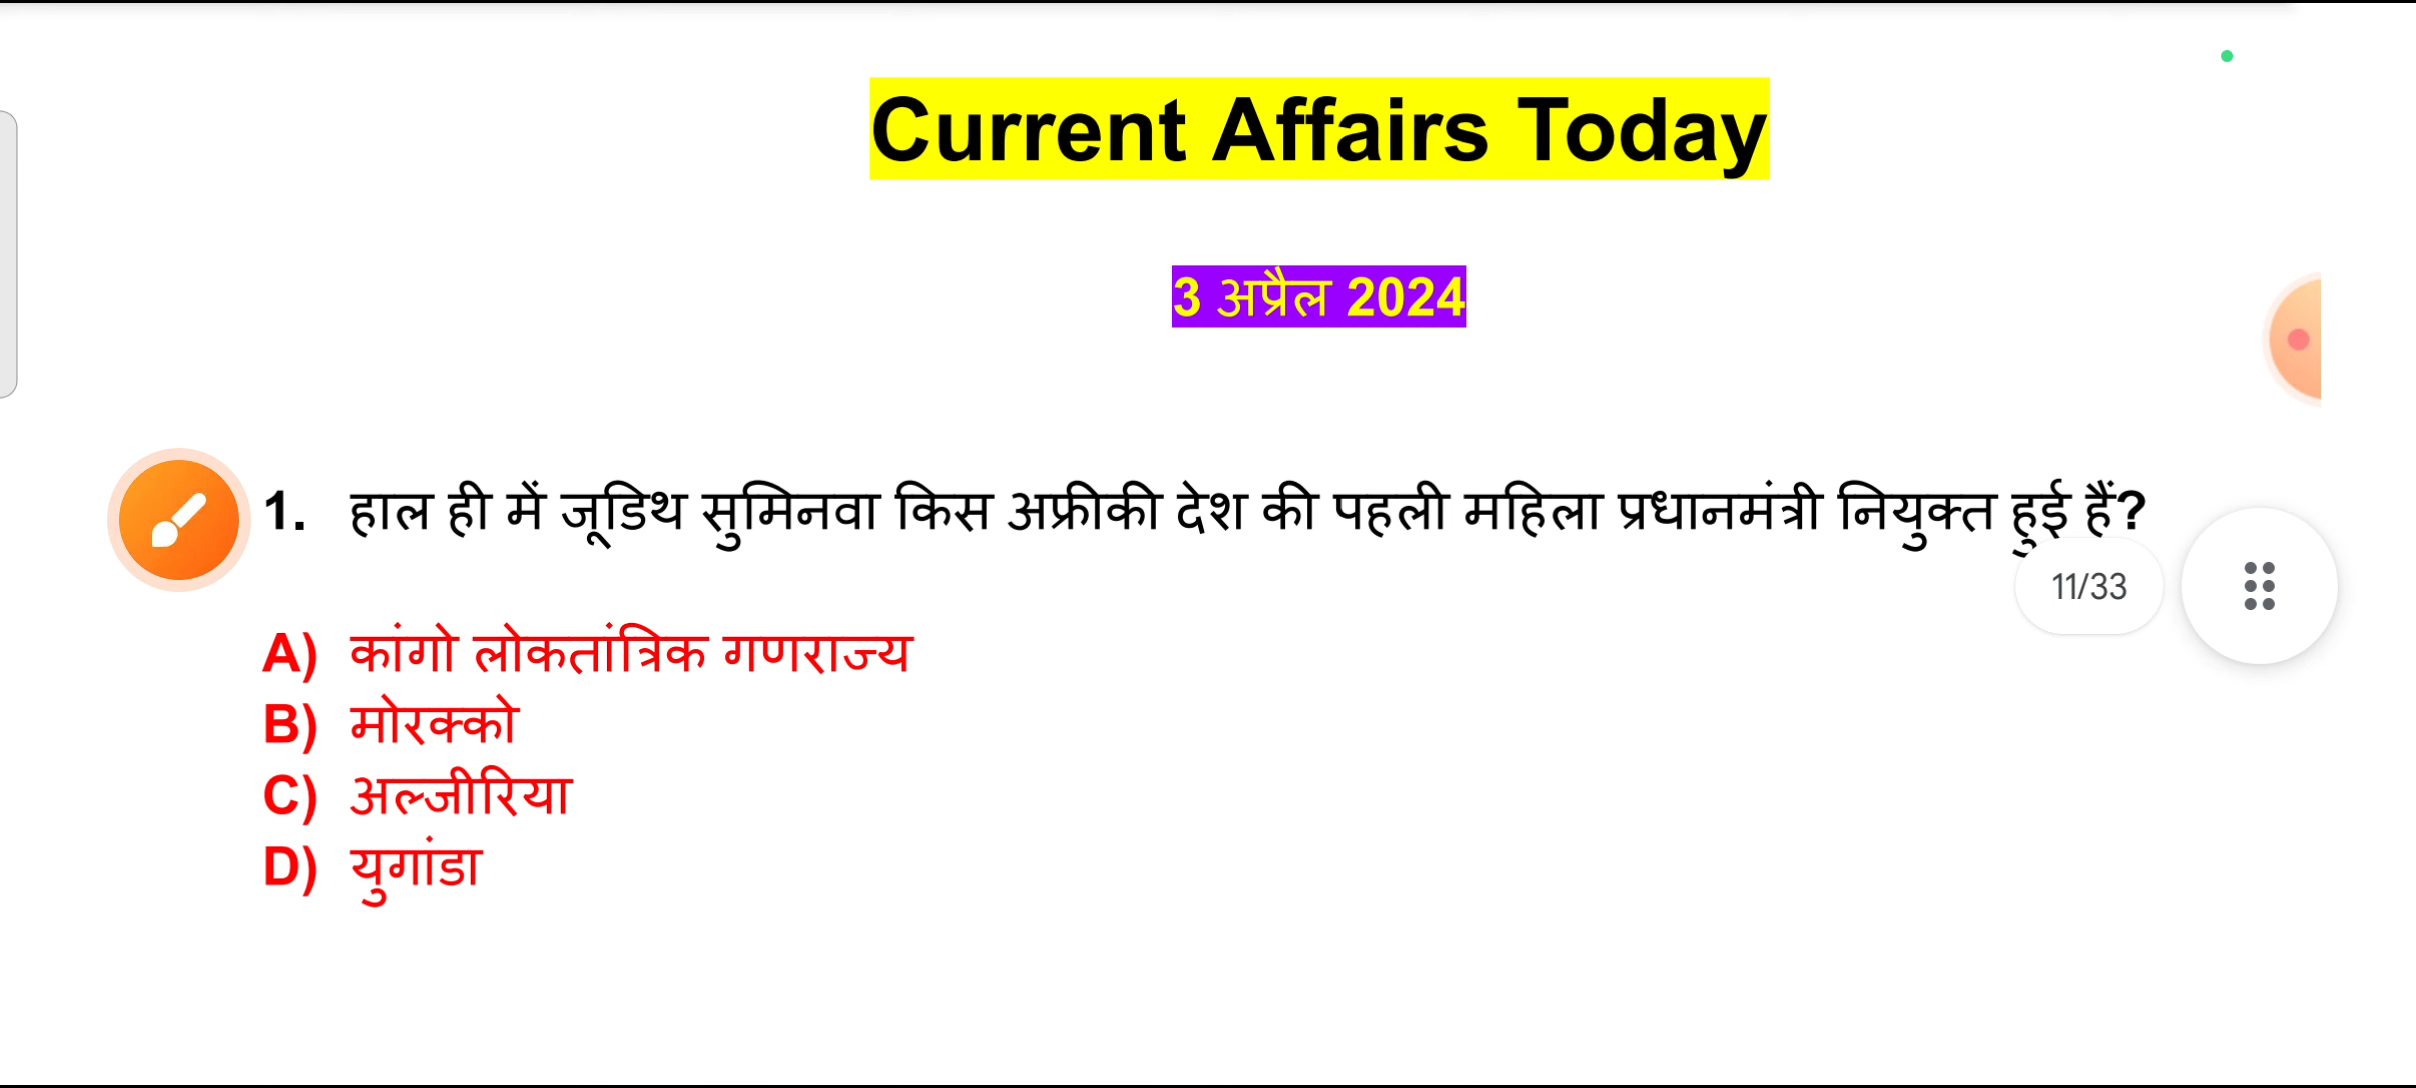 Current Affairs Today
3 अप्रैल 2024
1. हाल ही में जूडिथ सुमिनवा किस अफ्रीकी देश की पहली महिला प्रधानमंत्री नियुक्त हुई हैं?
11/33
A) कांगो लोकतांत्रिक गणराज्य
B) मोरक्को
C) अल्जीरिया
D) युगांडा